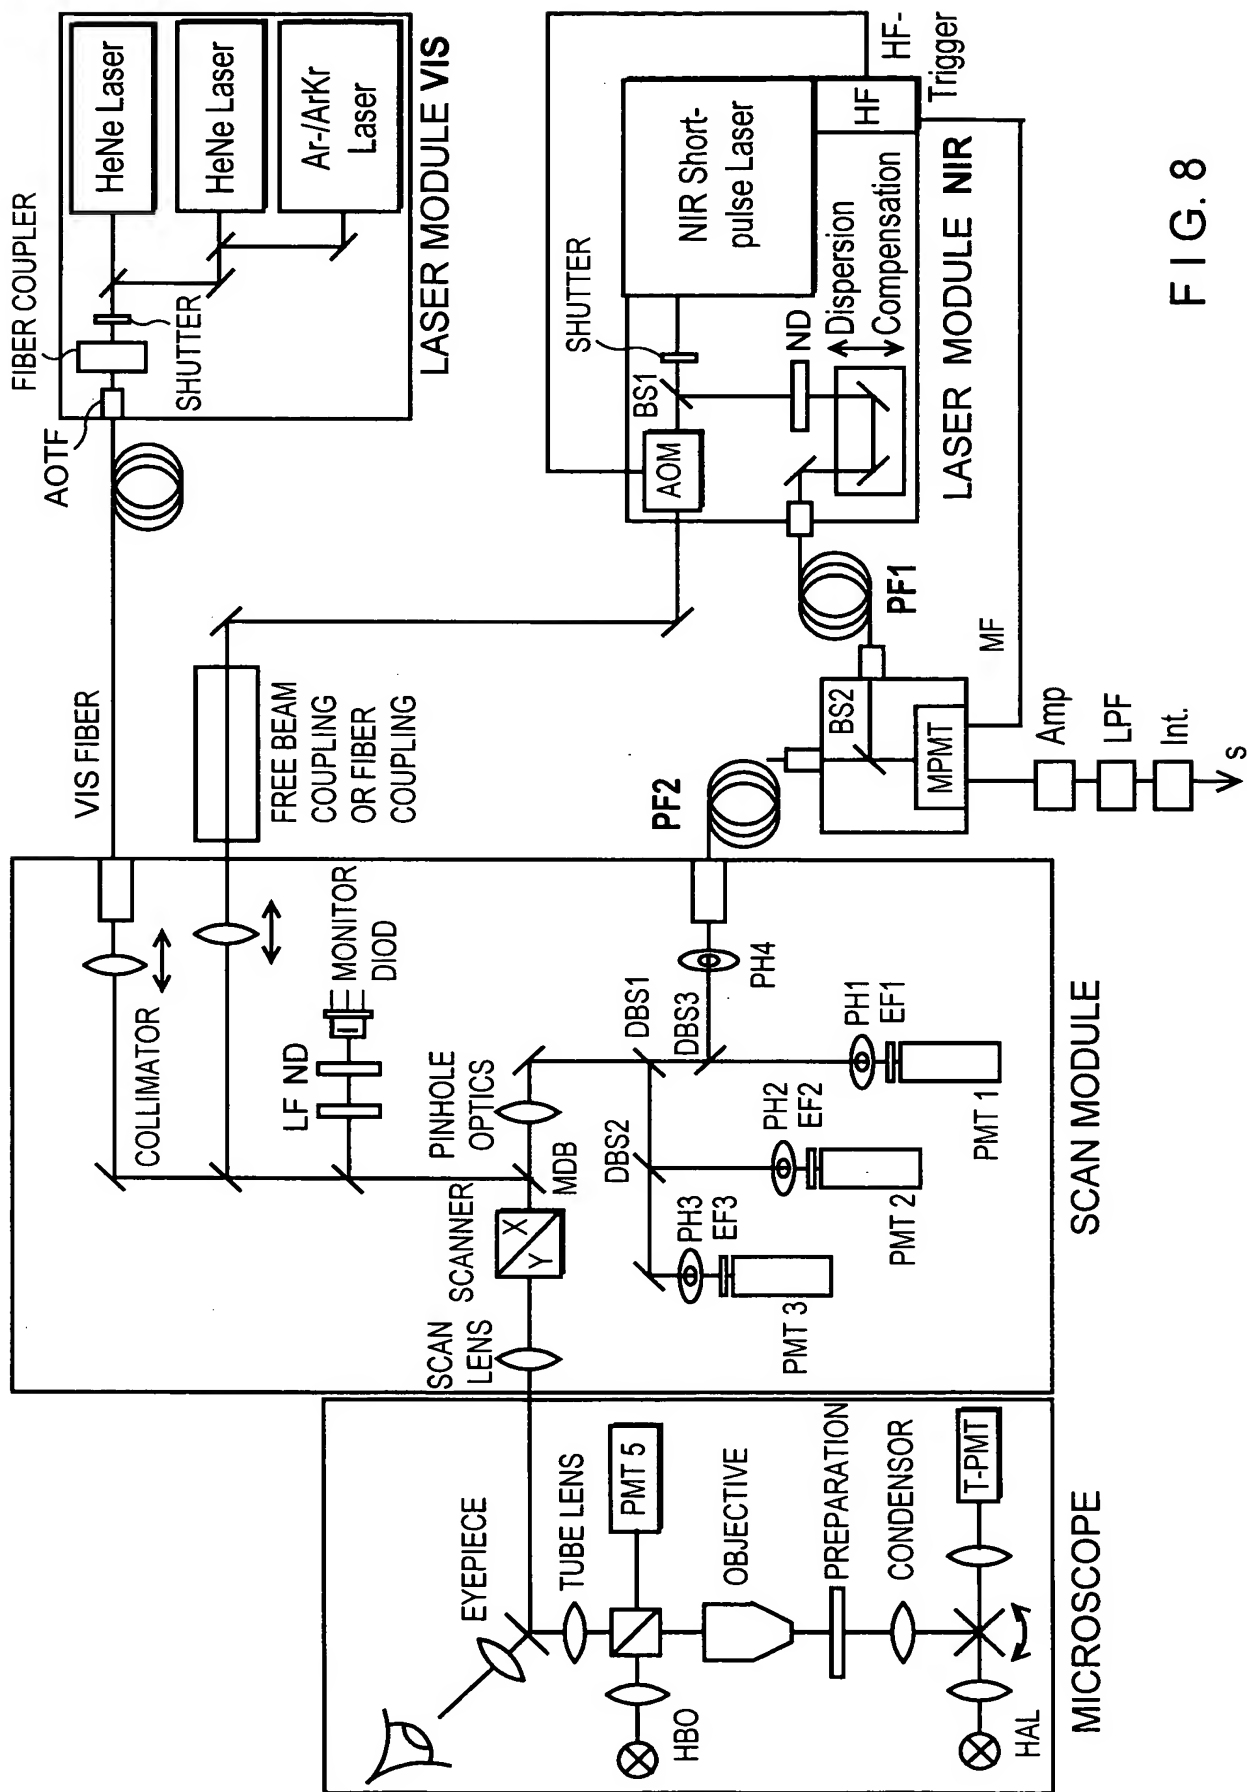 HeNe Laser
HeNe Laser
Ar-/ArKr
Laser
LASER MODULE VIS
FIBER COUPLER
SHUTTER
AOTF
VIS FIBER
HF-
Trigger
HF
NIR Short-
pulse Laser
SHUTTER
BS1
AOM
ND
Dispersion
Compensation
LASER MODULE NIR
PF1
MF
BS2
MPMT
PF2
Amp
LPF
Int.
s
FREE BEAM
COUPLING
OR FIBER
COUPLING
COLLIMATOR
MONITOR
DIOD
LF ND
PINHOLE
OPTICS
MDB
SCANNER
X
Y
SCAN
LENS
DBS1
DBS3
DBS2
PH4
PH1
EF1
PMT 1
PH2
EF2
PMT 2
PH3
EF3
PMT 3
SCAN MODULE
EYEPIECE
TUBE LENS
PMT 5
HBO
OBJECTIVE
PREPARATION
CONDENSOR
T-PMT
HAL
MICROSCOPE
FIG. 8